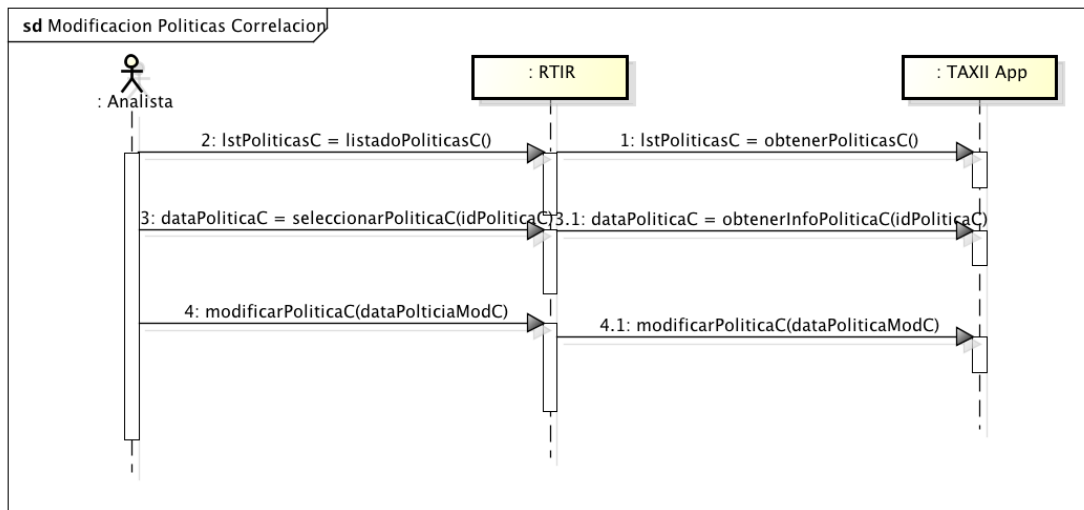 sd Modificacion Politicas Correlacion
: Analista
: RTIR
: TAXII App
2: lstPoliticasC = listadoPoliticasC()
1: lstPoliticasC = obtenerPoliticasC()
3: dataPoliticaC = seleccionarPoliticaC(idPoliticaC)
3.1: dataPoliticaC = obtenerInfoPoliticaC(idPoliticaC)
4: modificarPoliticaC(dataPolticiaModC)
4.1: modificarPoliticaC(dataPoliticaModC)